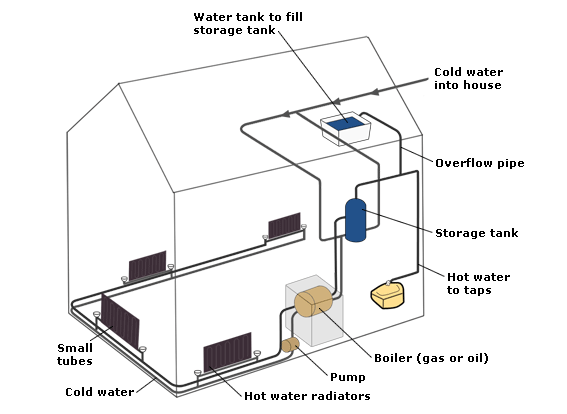 Water tank to fill
storage tank
Cold water
into house
Overflow pipe
Storage tank
Hot water
to taps
Boiler (gas or oil)
Small
tubes
Pump
Cold water
Hot water radiators